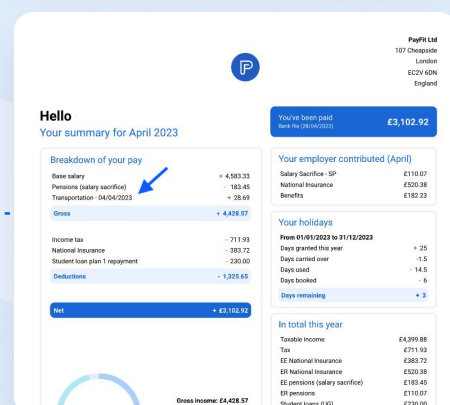 PayFit Ltd
107 Cheapside
London
EC2V 6DN
England
P
Hello
Your summary for April 2023
You've been paid
Bank file (28/04/2023)
£3,102.92
Breakdown of your pay
Base salary + 4,583.33
Pensions (salary sacrifice) - 183.45
Transportation - 04/04/2023 + 28.69
Gross + 4,428.57
Income tax - 711.93
National Insurance - 383.72
Student loan plan 1 repayment - 230.00
Deductions - 1,325.65
Net + £3,102.92
Gross income: £4,428.57
Your employer contributed (April)
Salary Sacrifice - SP £110.07
National Insurance £520.38
Benefits £182.23
Your holidays
From 01/01/2023 to 31/12/2023
Days granted this year + 25
Days carried over -1.5
Days used - 14.5
Days booked - 6
Days remaining + 3
In total this year
Taxable income £4,399.88
Tax £711.93
EE National Insurance £383.72
ER National Insurance £520.38
EE pensions (salary sacrifice) £183.45
ER pensions £110.07
Student loans (UG) £230.00